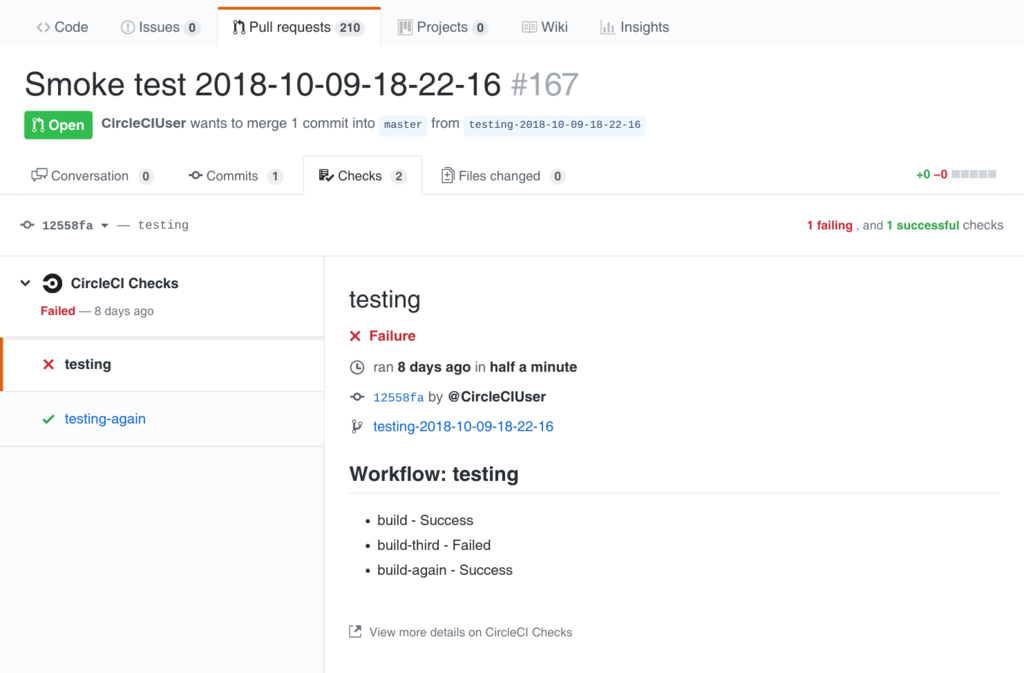 Code Issues 0 Pull requests 210 Projects 0 Wiki Insights
Smoke test 2018-10-09-18-22-16 #167
Open CircleCIUser wants to merge 1 commit into master from testing-2018-10-09-18-22-16
Conversation 0 Commits 1 Checks 2 Files changed 0 +0 −0
12558fa — testing 1 failing , and 1 successful checks
CircleCI Checks
Failed — 8 days ago
testing
testing-again
testing
Failure
ran 8 days ago in half a minute
12558fa by @CircleCIUser
testing-2018-10-09-18-22-16
Workflow: testing
• build - Success
• build-third - Failed
• build-again - Success
View more details on CircleCI Checks